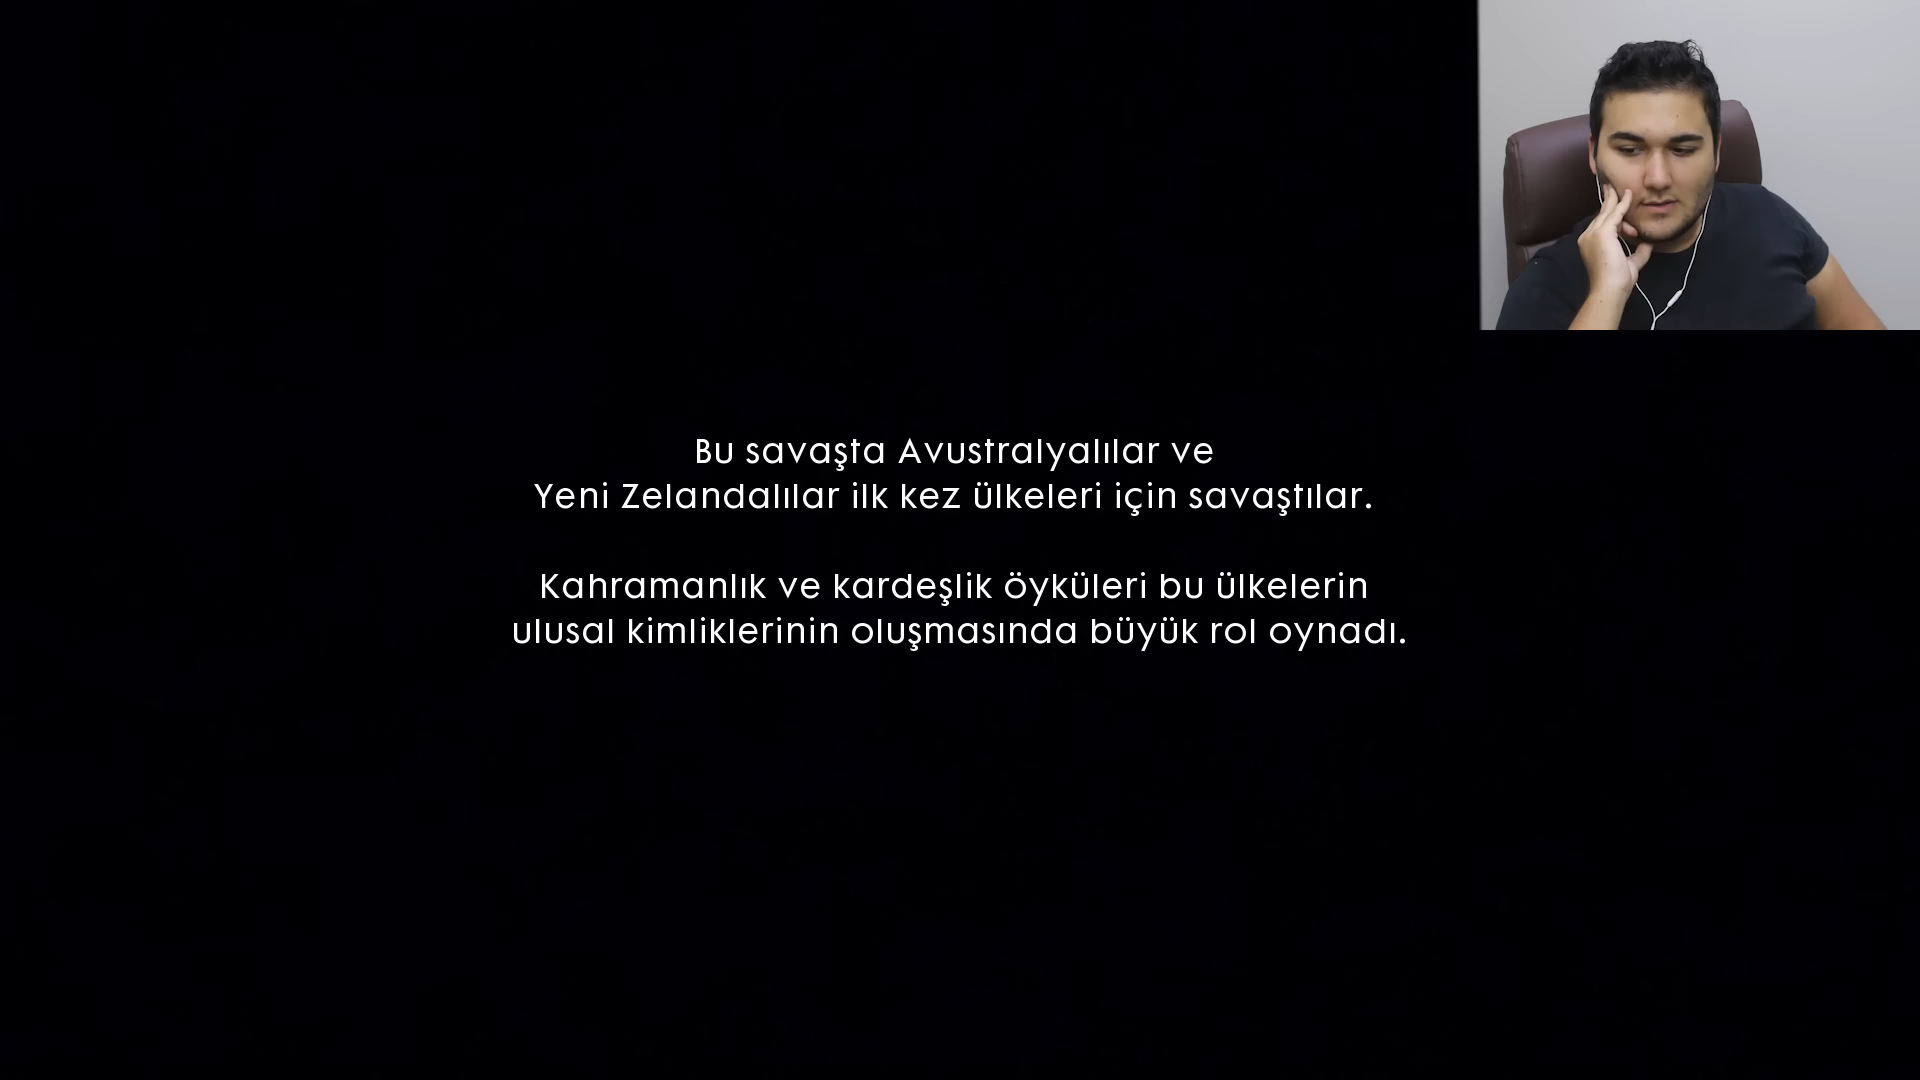 Bu savaşta Avustralyalılar ve
Yeni Zelandalılar ilk kez ülkeleri için savaştılar.
Kahramanlık ve kardeşlik öyküleri bu ülkelerin
ulusal kimliklerinin oluşmasında büyük rol oynadı.